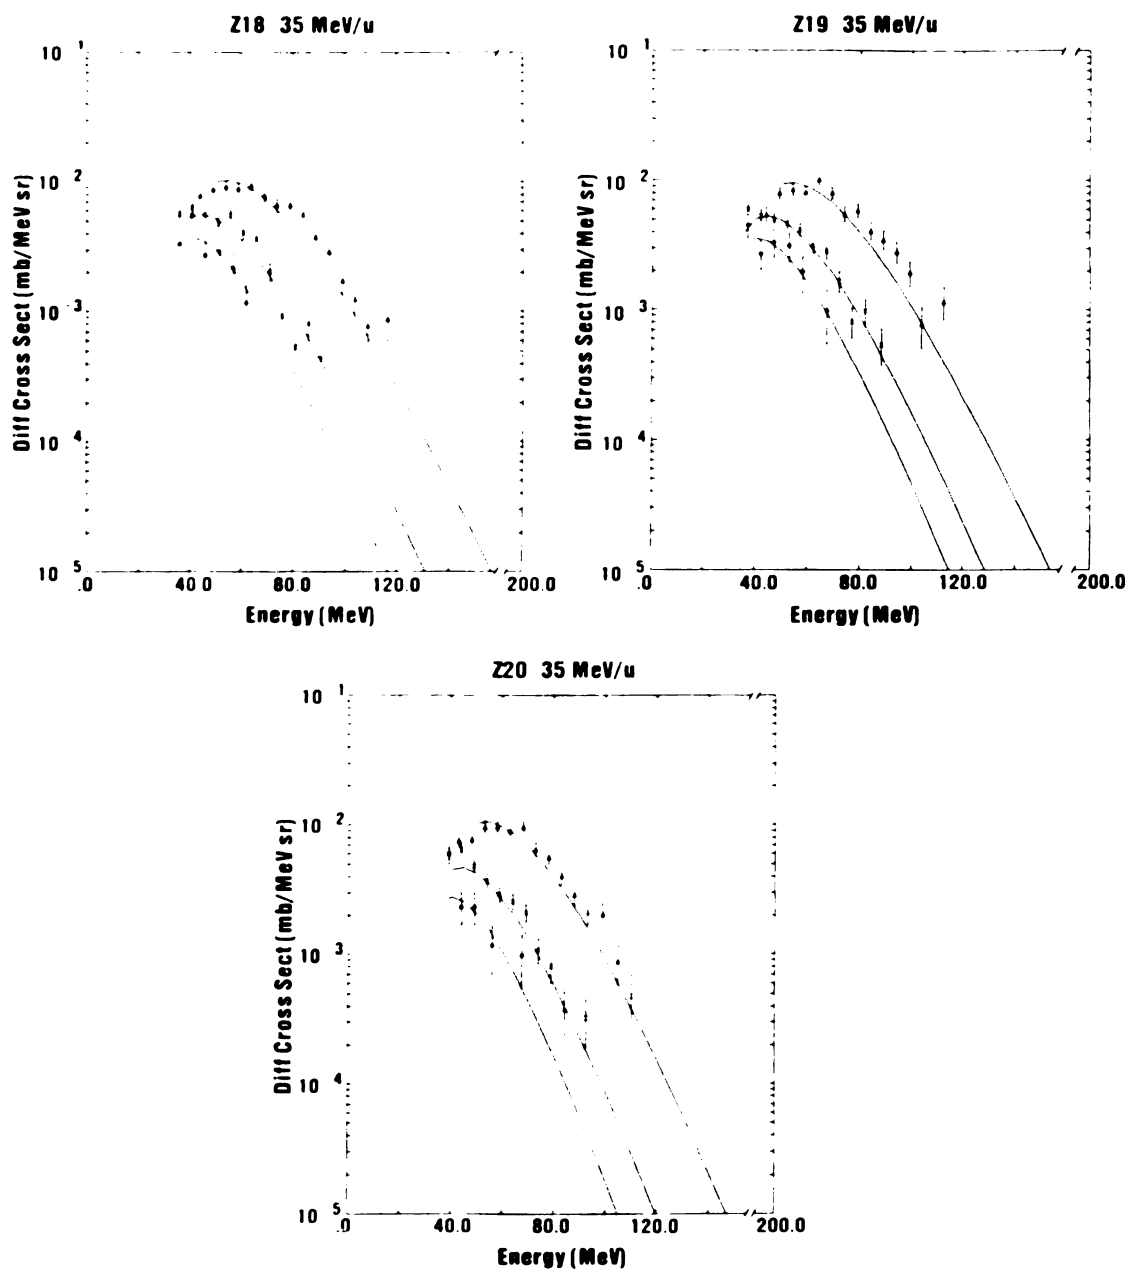 Z18 35 MeV/u
10 1
10 2
10 -3
10 4
10 5
Diff Cross Sect (mb/MeV sr)
.0 40.0 80.0 120.0 200.0
Energy (MeV)
Z19 35 MeV/u
10 1
10 2
10 3
10 4
10 5
Diff Cross Sect (mb/MeV sr)
.0 40.0 80.0 120.0 200.0
Energy (MeV)
Z20 35 MeV/u
10 1
10 2
10 3
10 4
10 5
Diff Cross Sect (mb/MeV sr)
.0 40.0 80.0 120.0 200.0
Energy (MeV)